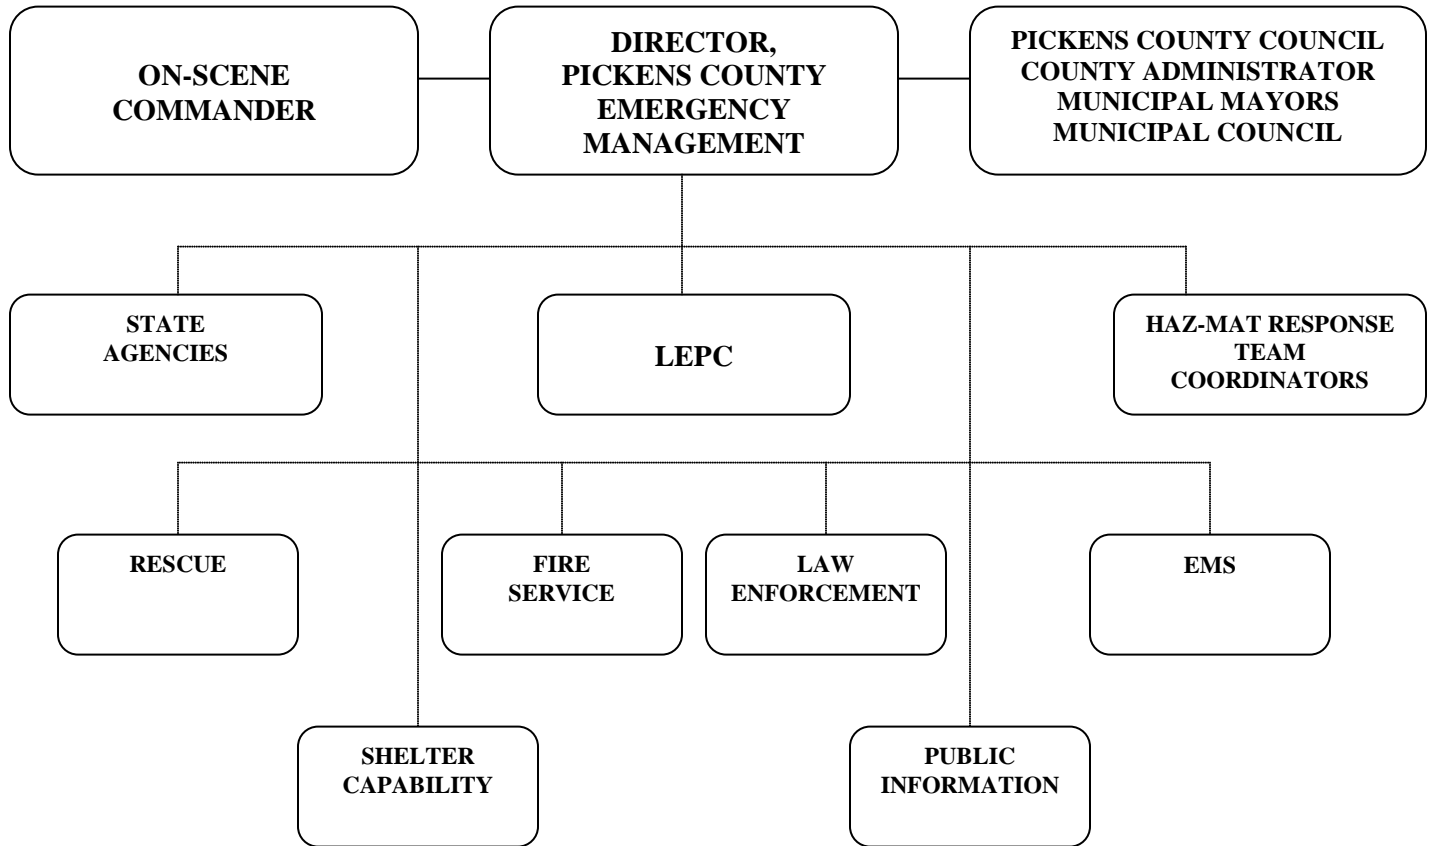 ON-SCENE
COMMANDER
DIRECTOR,
PICKENS COUNTY
EMERGENCY
MANAGEMENT
PICKENS COUNTY COUNCIL
COUNTY ADMINISTRATOR
MUNICIPAL MAYORS
MUNICIPAL COUNCIL
STATE
AGENCIES
LEPC
HAZ-MAT RESPONSE
TEAM
COORDINATORS
RESCUE
FIRE
SERVICE
LAW
ENFORCEMENT
EMS
SHELTER
CAPABILITY
PUBLIC
INFORMATION